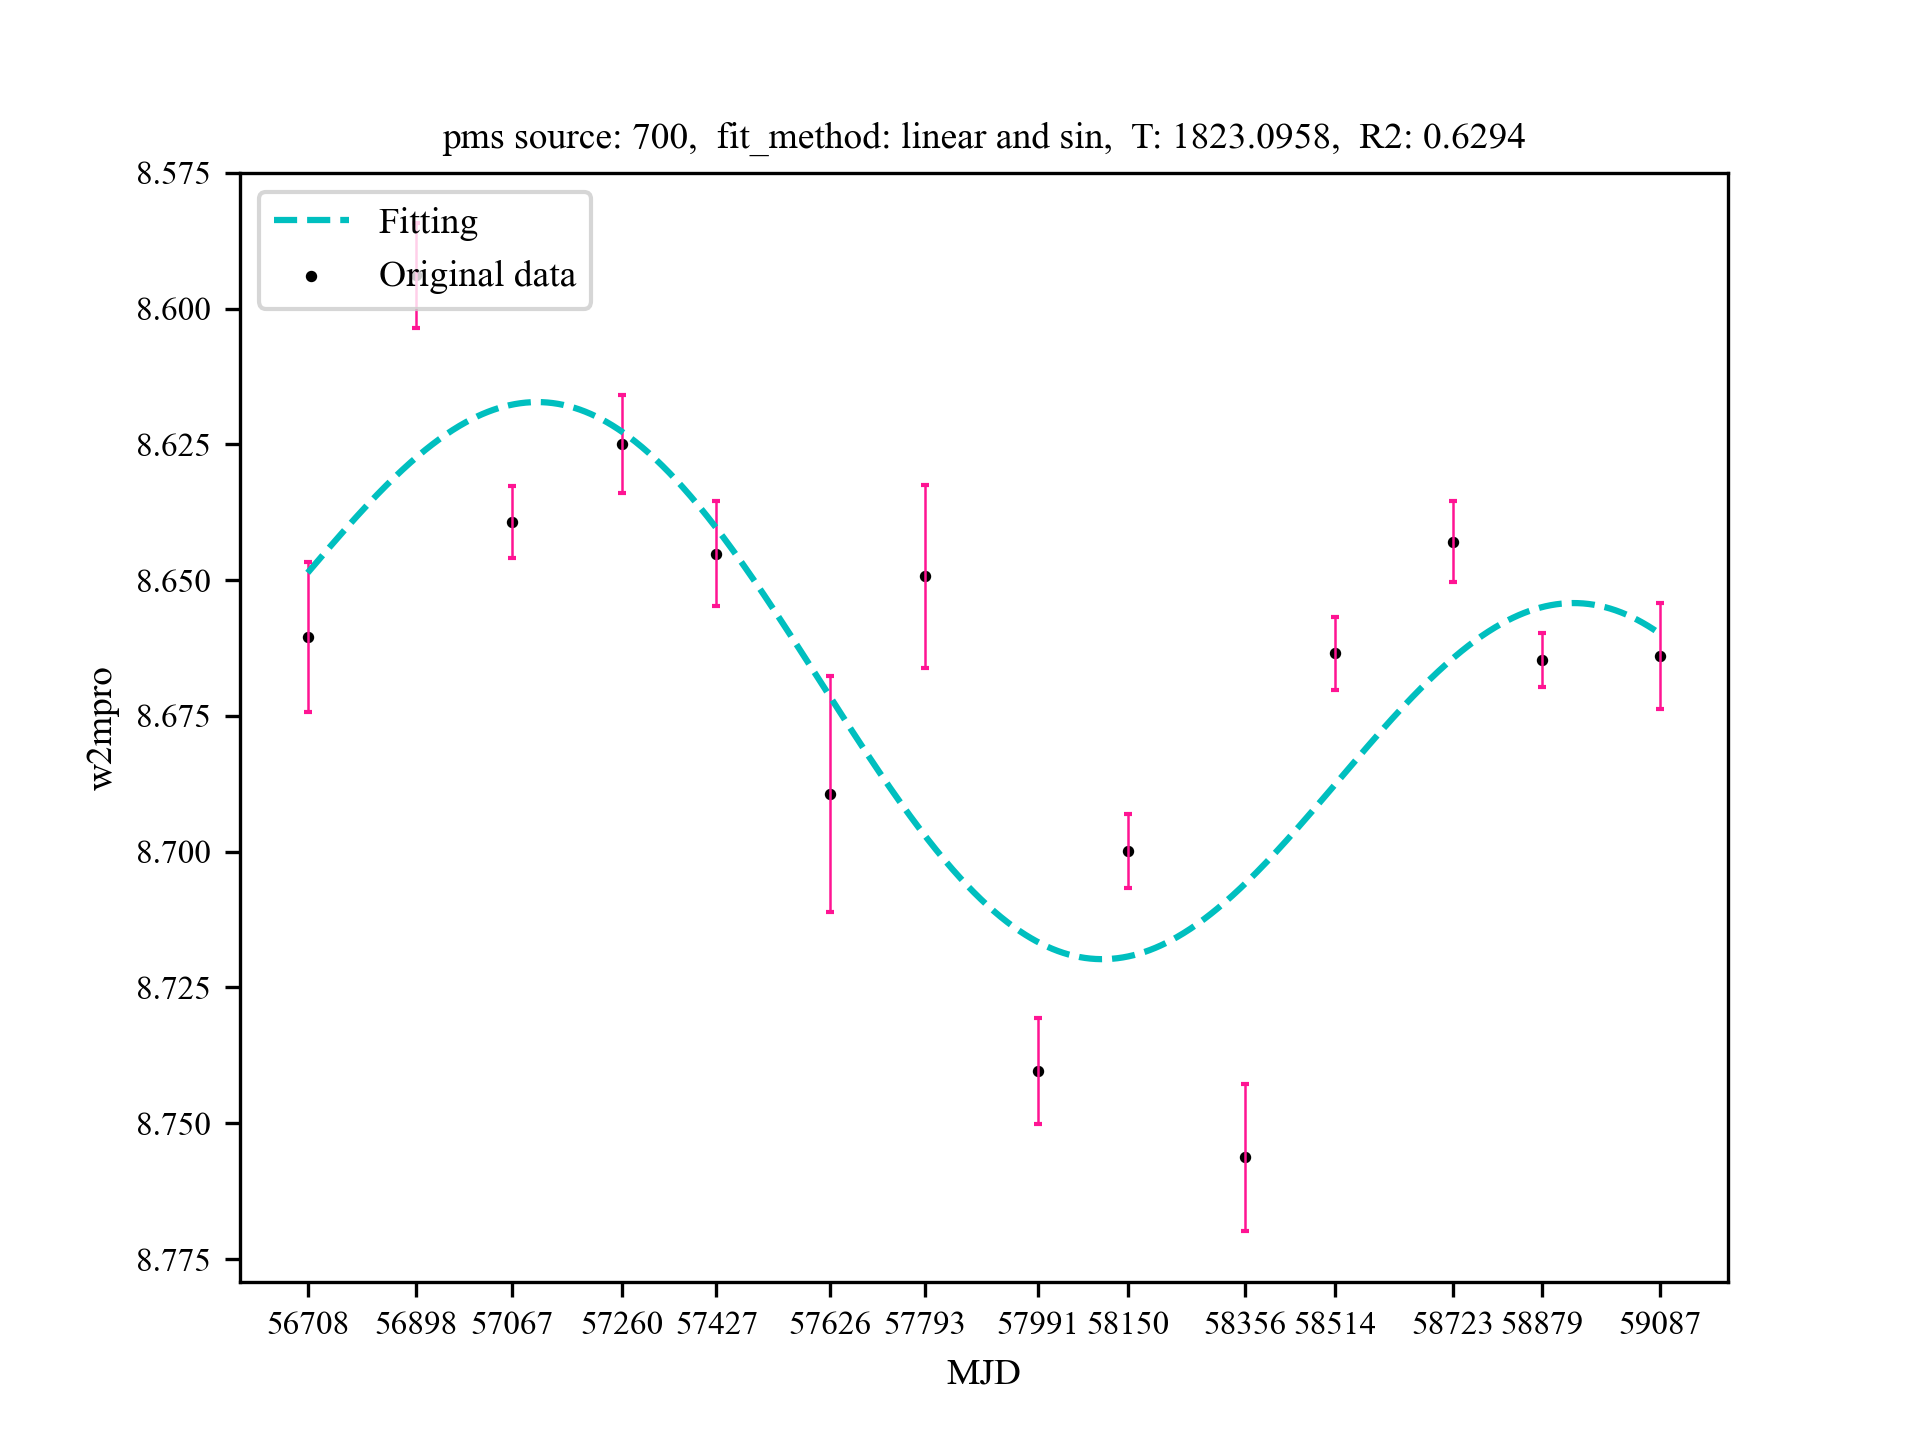 pms source: 700, fit_method: linear and sin, T: 1823.0958, R2: 0.6294
Fitting
Original data
8.575
8.600
8.625
8.650
8.675
8.700
8.725
8.750
8.775
w2mpro
56708 56898 57067 57260 57427 57626 57793 57991 58150 58356 58514 58723 58879 59087
MJD